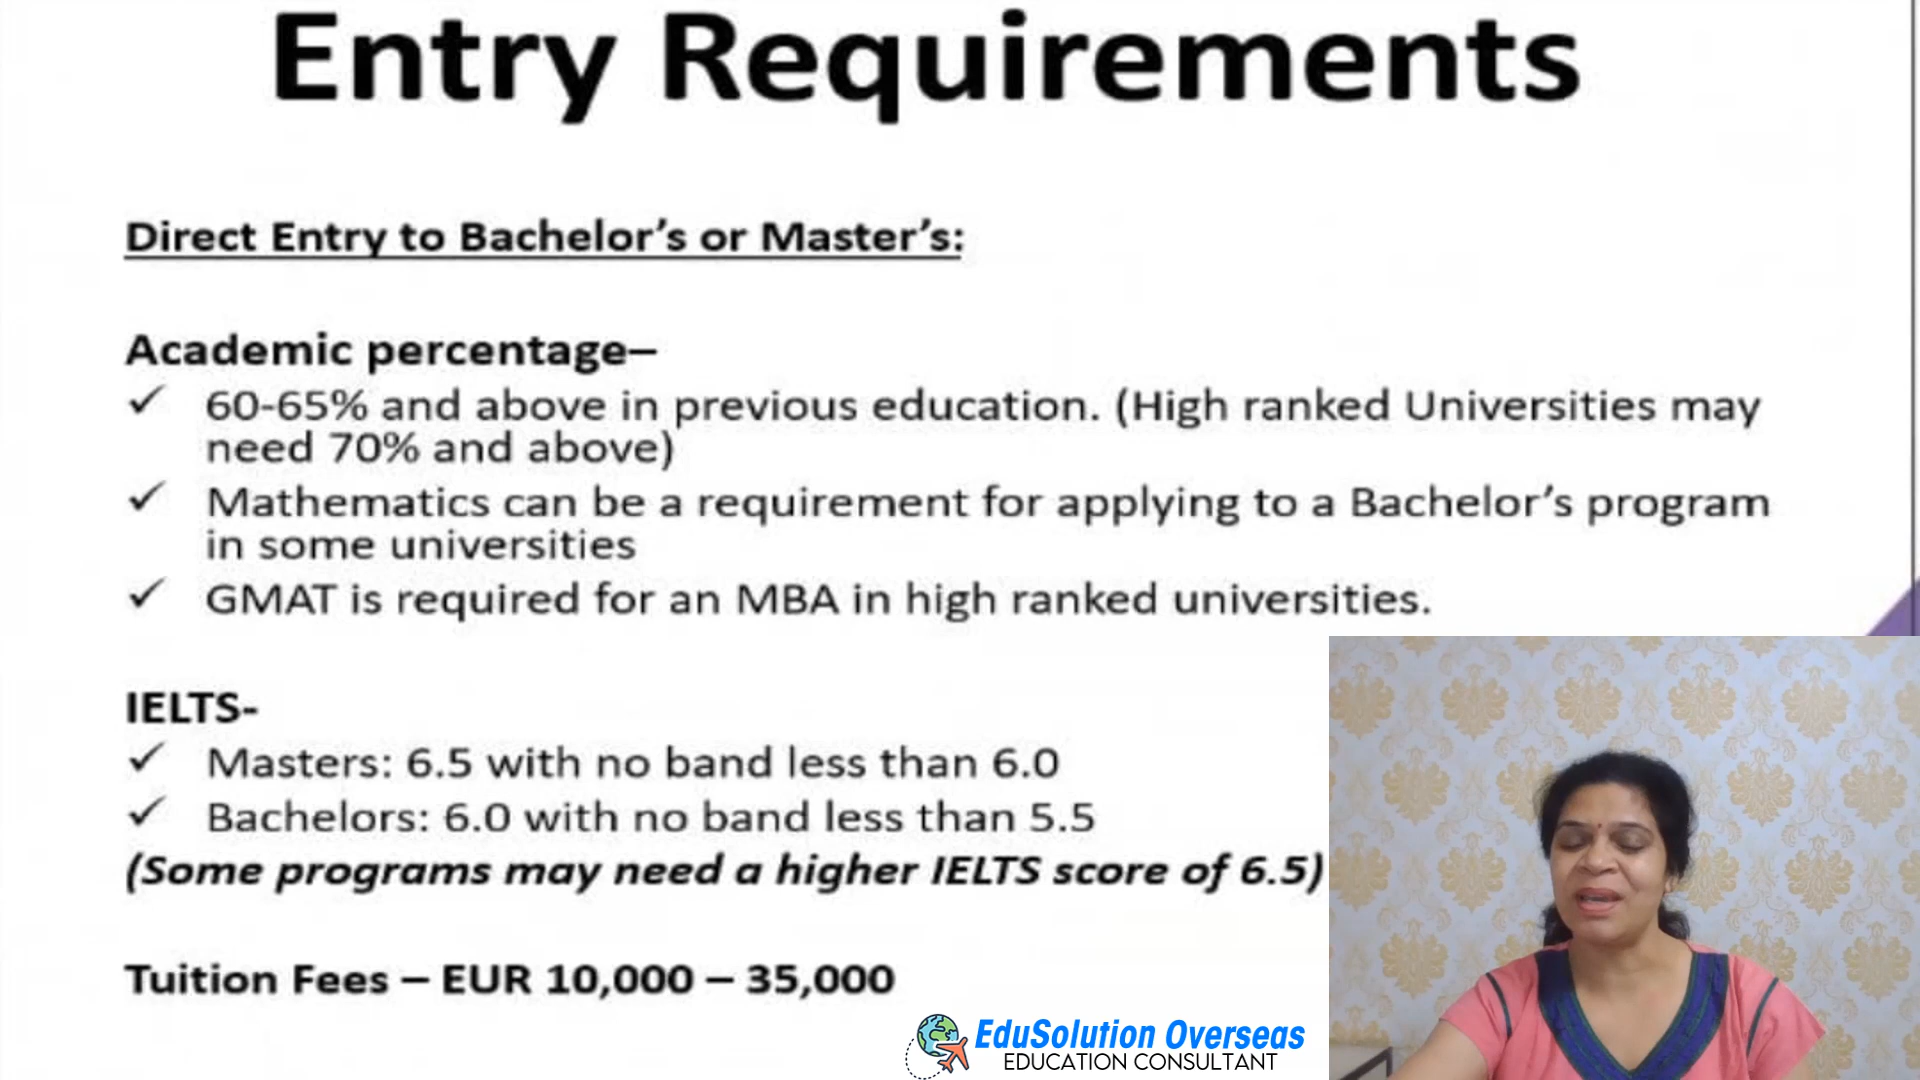 Entry Requirements
Direct Entry to Bachelor's or Master's:
Academic percentage–
✓ 60-65% and above in previous education. (High ranked Universities may
need 70% and above)
✓ Mathematics can be a requirement for applying to a Bachelor's program
in some universities
✓ GMAT is required for an MBA in high ranked universities.
IELTS-
✓ Masters: 6.5 with no band less than 6.0
✓ Bachelors: 6.0 with no band less than 5.5
(Some programs may need a higher IELTS score of 6.5)
Tuition Fees – EUR 10,000 – 35,000
EduSolution Overseas
EDUCATION CONSULTANT